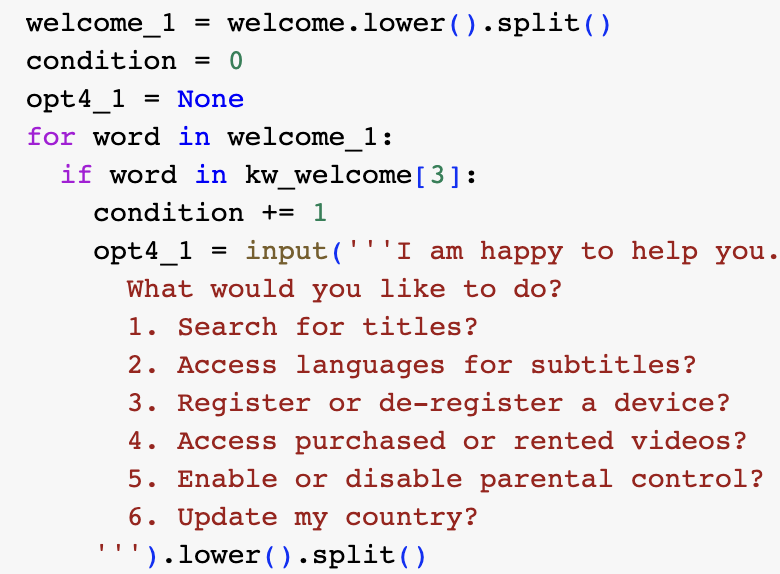 welcome_1 = welcome.lower().split()
condition = 0
opt4_1 = None
for word in welcome_1:
  if word in kw_welcome[3]:
    condition += 1
    opt4_1 = input('''I am happy to help you.
      What would you like to do?
      1. Search for titles?
      2. Access languages for subtitles?
      3. Register or de-register a device?
      4. Access purchased or rented videos?
      5. Enable or disable parental control?
      6. Update my country?
    ''').lower().split()